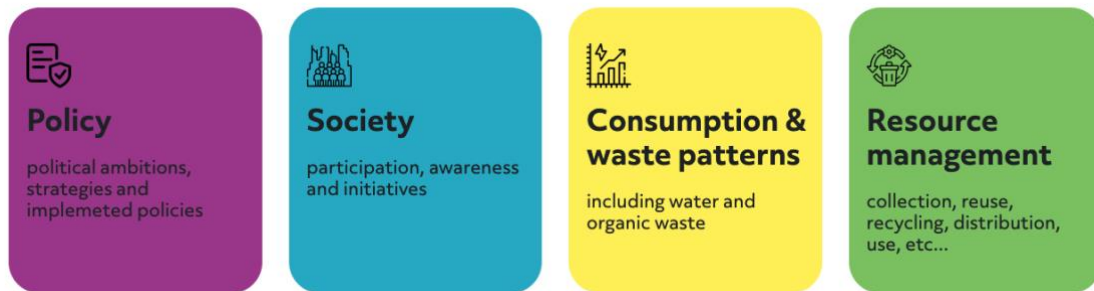 Policy
political ambitions,
strategies and
implemeted policies
Society
participation, awareness
and initiatives
Consumption &
waste patterns
including water and
organic waste
Resource
management
collection, reuse,
recycling, distribution,
use, etc...